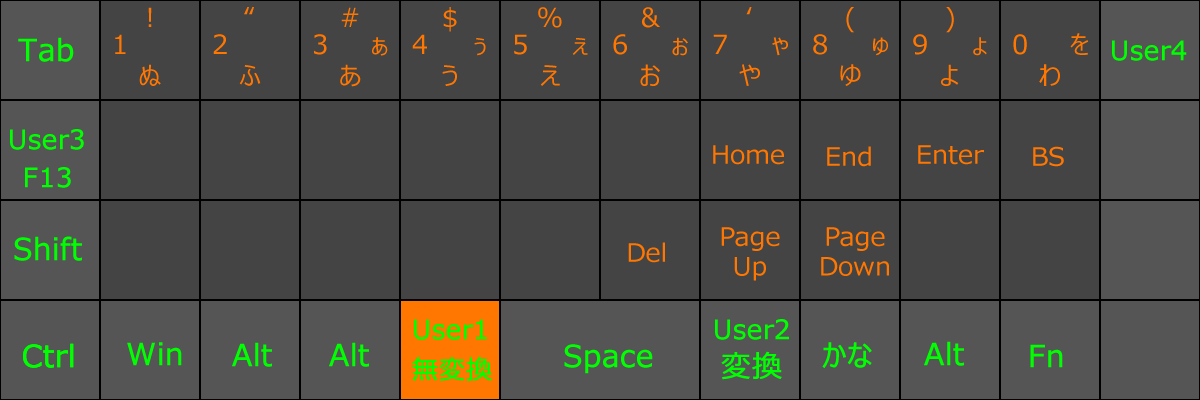 Tab
! 1 ぬ
“ 2 ふ
# 3 ぁ あ
$ 4 ぅ う
% 5 ぇ え
& 6 ぉ お
‘ 7 ゃ や
( 8 ゅ ゆ
) 9 ょ よ
0 を わ
User4
User3
F13
Home
End
Enter
BS
Shift
Del
Page
Up
Page
Down
Ctrl
Win
Alt
Alt
User1
無変換
Space
User2
変換
かな
Alt
Fn